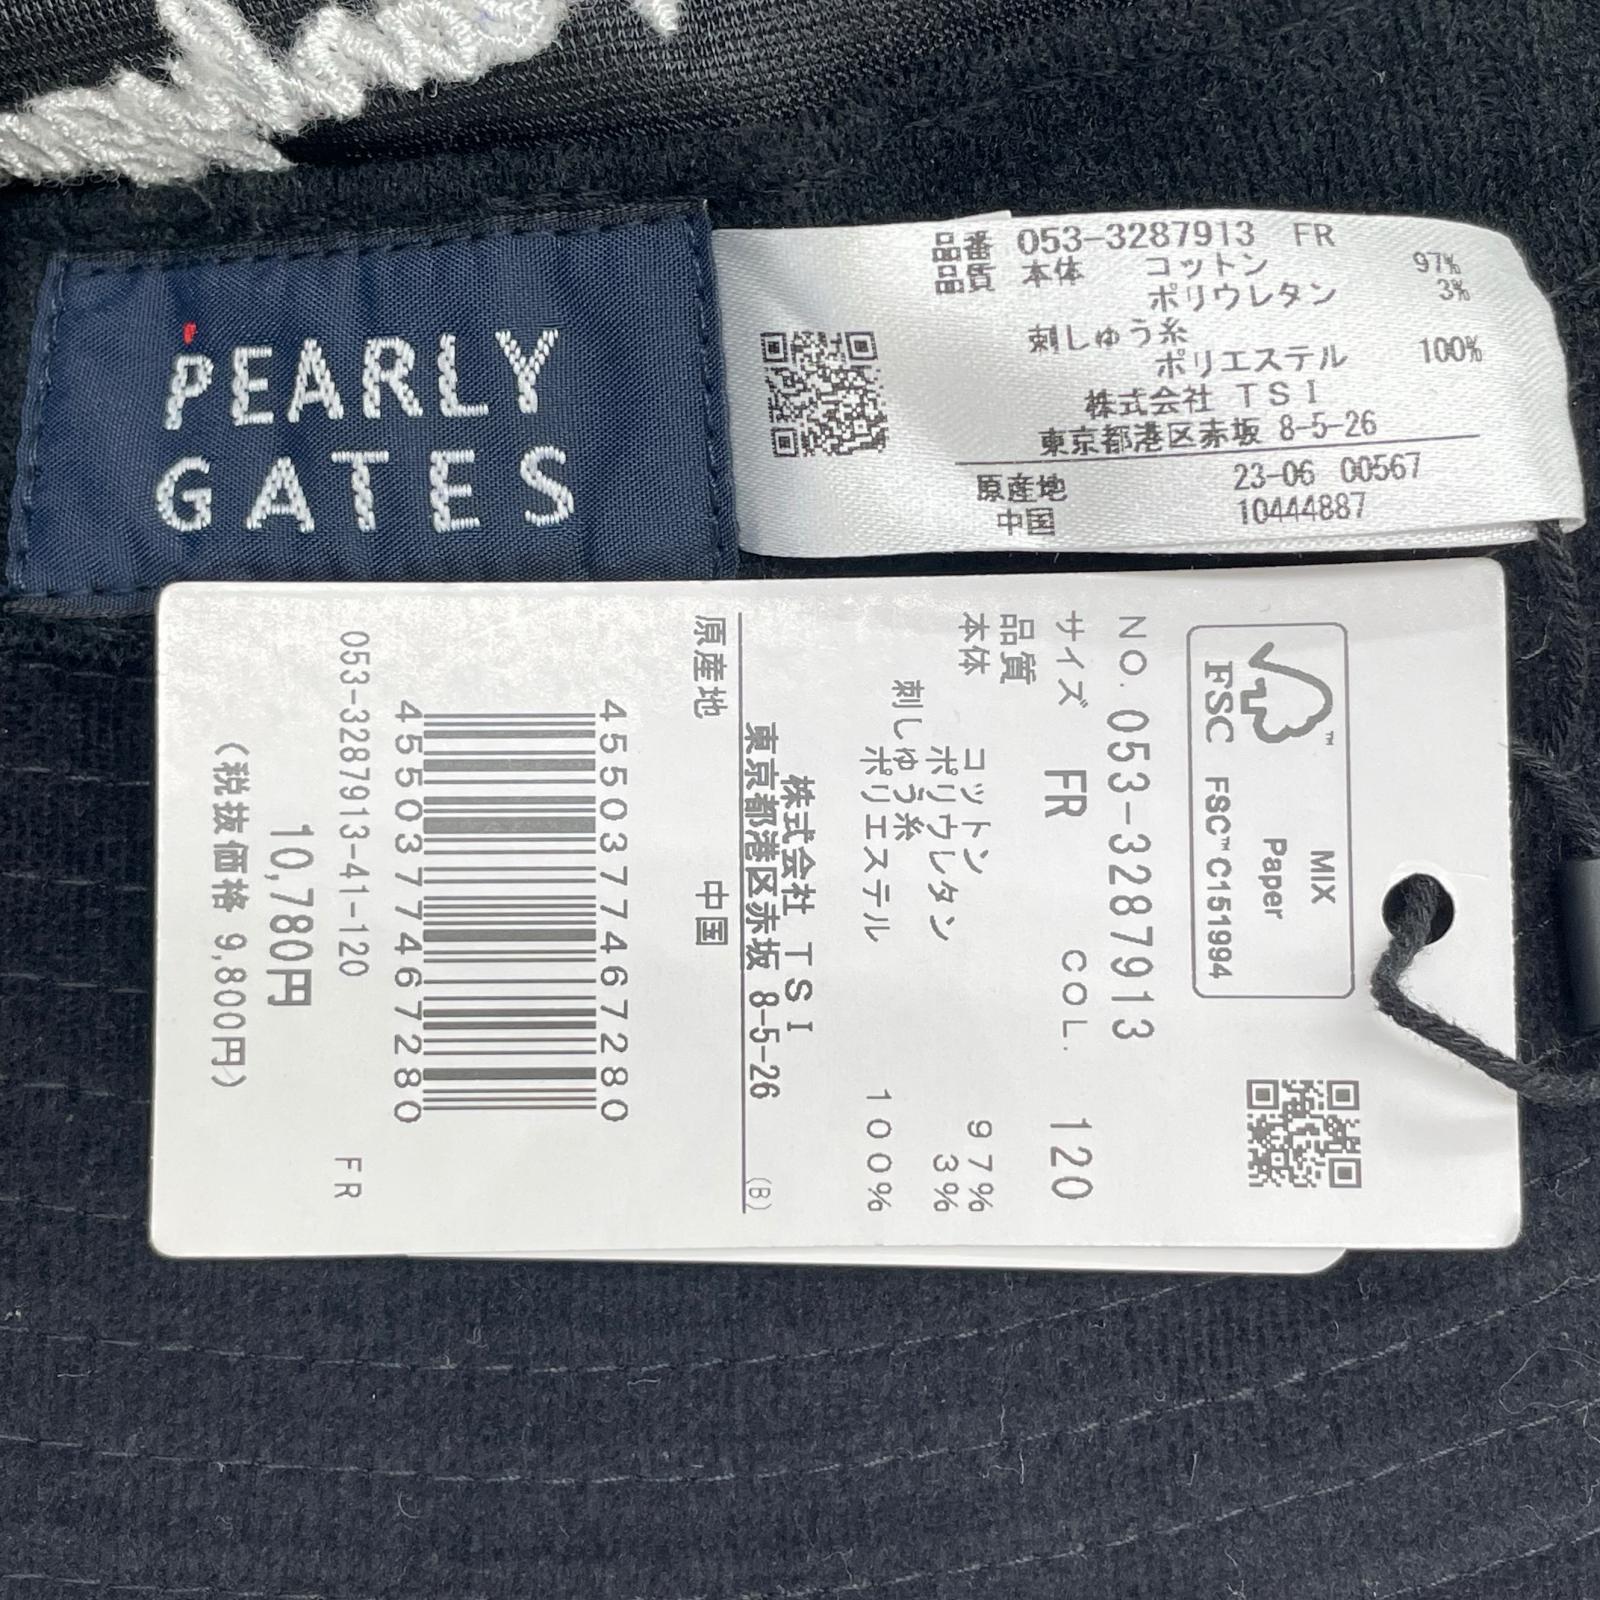 PEARLY
GATES
品番 053-3287913 FR
品質 本体 コットン 97%
ポリウレタン 3%
刺しゅう糸
ポリエステル 100%
株式会社 TSI
東京都港区赤坂 8-5-26
原産地 23-06 00567
中国 10444887
MIX
Paper
FSC™ C151994
FSC
™
NO. 053-3287913
サイズ FR COL. 120
品質
本体 コットン 97%
ポリウレタン 3%
刺しゅう糸
ポリエステル 100%
株式会社 TSI
東京都港区赤坂 8-5-26 (B)
原産地 中国
4550377467280
4550377467280
053-3287913-41-120 FR
10,780円
(税抜価格 9,800円)